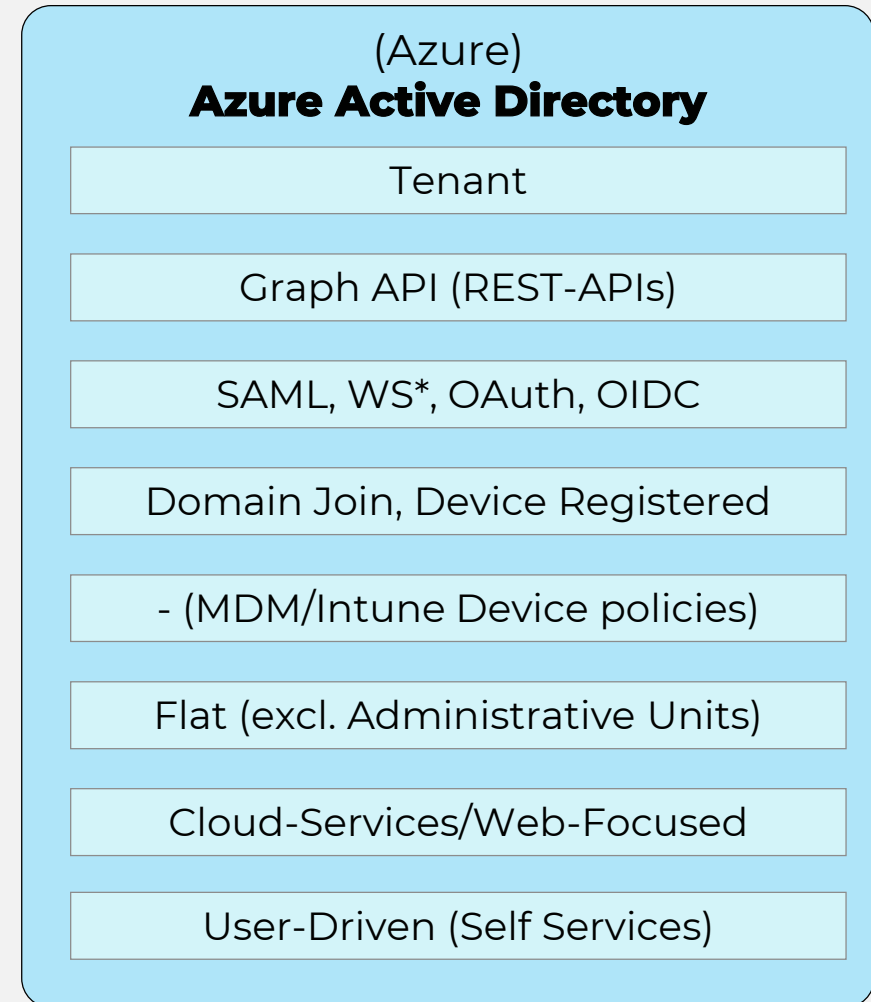 (Azure)
Azure Active Directory
Tenant
Graph API (REST-APIs)
SAML, WS*, OAuth, OIDC
Domain Join, Device Registered
- (MDM/Intune Device policies)
Flat (excl. Administrative Units)
Cloud-Services/Web-Focused
User-Driven (Self Services)